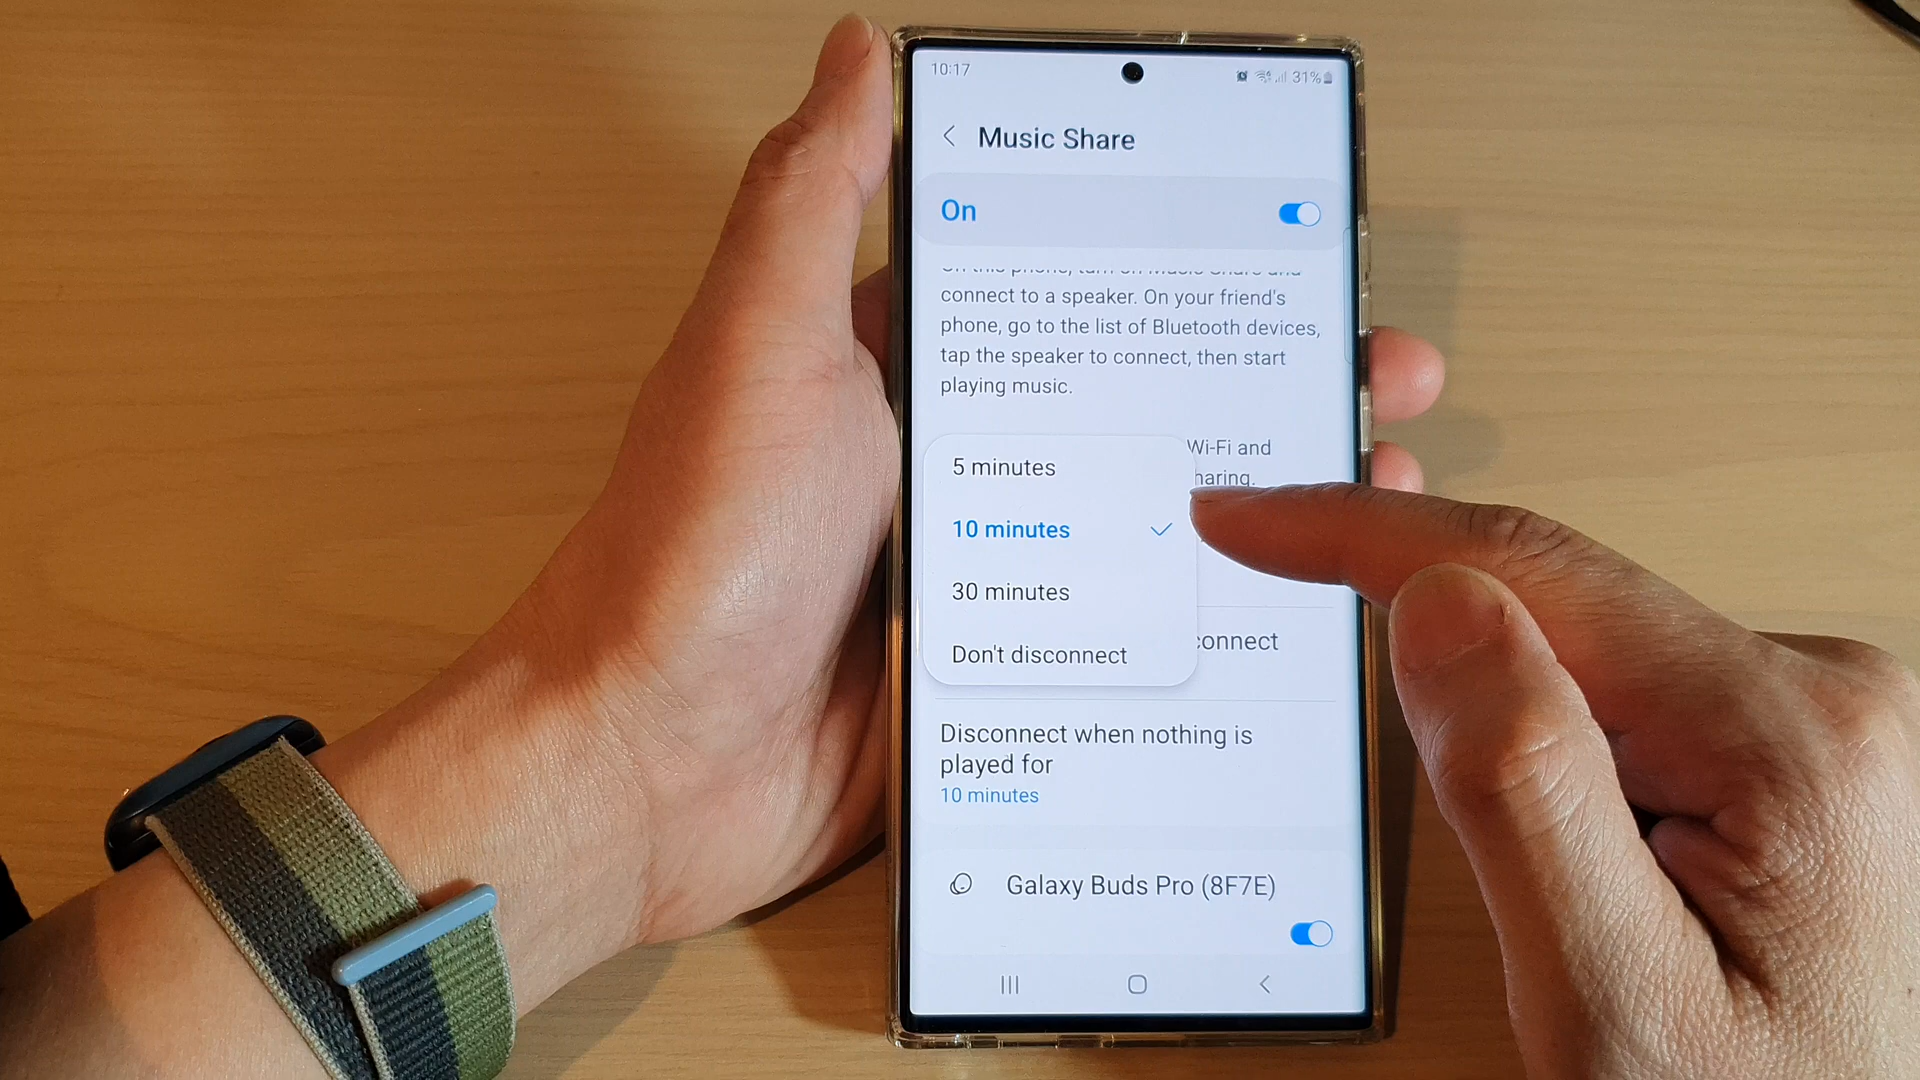 10:17
31%
Music Share
On
On this phone, turn on Music Share and
connect to a speaker. On your friend's
phone, go to the list of Bluetooth devices,
tap the speaker to connect, then start
playing music.
Wi-Fi and
haring.
5 minutes
10 minutes
30 minutes
connect
Don't disconnect
Disconnect when nothing is
played for
10 minutes
Galaxy Buds Pro (8F7E)